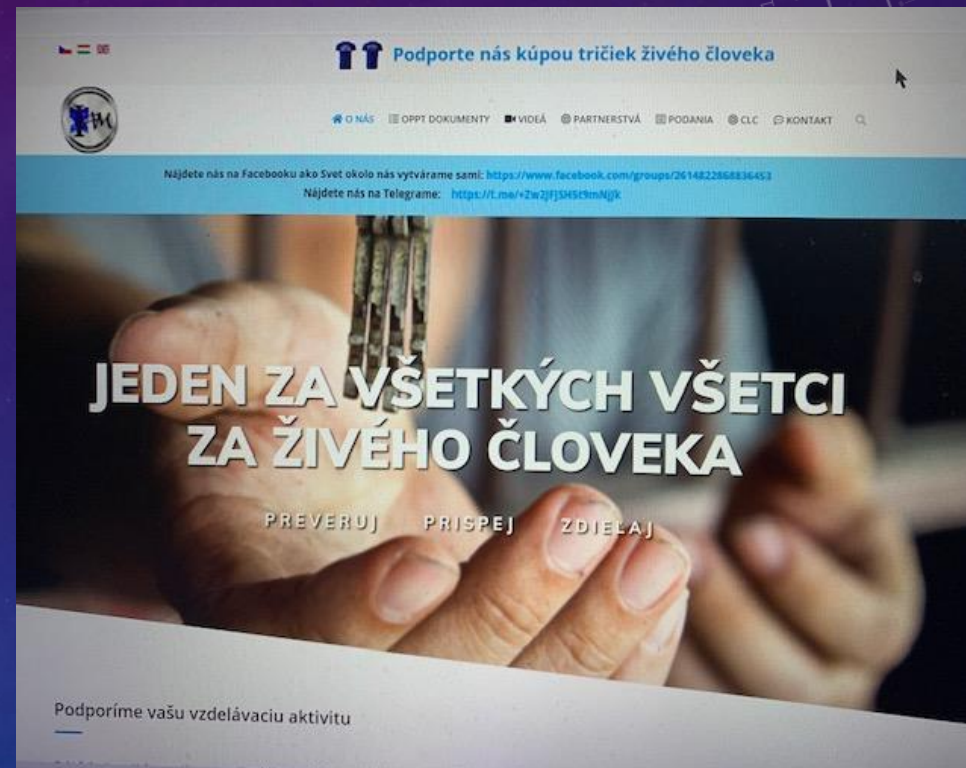 Podporte nás kúpou tričiek živého človeka
O NÁS OPPT DOKUMENTY VIDEÁ PARTNERSTVÁ PODANIA CLC KONTAKT
Nájdete nás na Facebooku ako Svet okolo nás vytvárame sami: https://www.facebook.com/groups/2614822868836453
Nájdete nás na Telegrame:
JEDEN ZA VŠETKÝCH VŠETCI
ZA ŽIVÉHO ČLOVEKA
PREVERUJ PRISPEJ ZDIEĽAJ
Podporíme vašu vzdelávaciu aktivitu